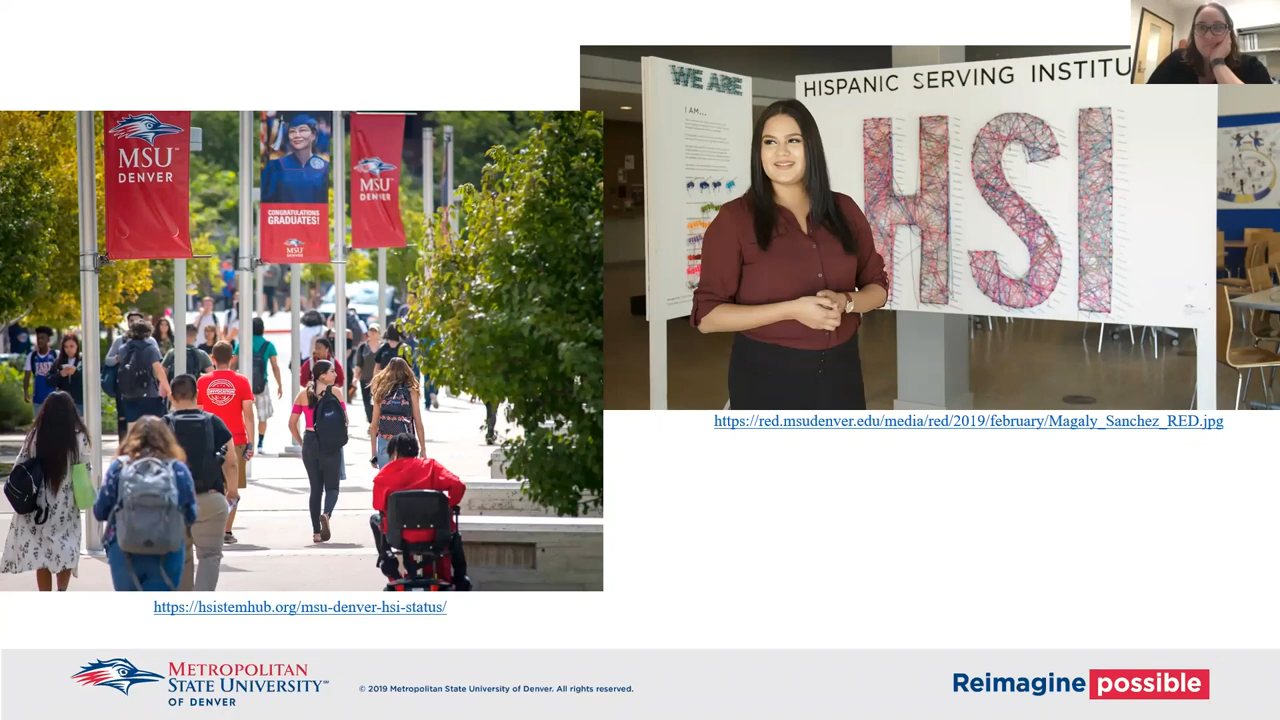 MSU
DENVER
CONGRATULATIONS
GRADUATES!
MSU
MSU
DENVER
https://hsistemhub.org/msu-denver-hsi-status/
WE ARE
I AM...
HISPANIC SERVING INSTITU
HSI
https://red.msudenver.edu/media/red/2019/february/Magaly_Sanchez_RED.jpg
METROPOLITAN
STATE UNIVERSITY
OF DENVER
© 2019 Metropolitan State University of Denver. All rights reserved.
Reimagine possible